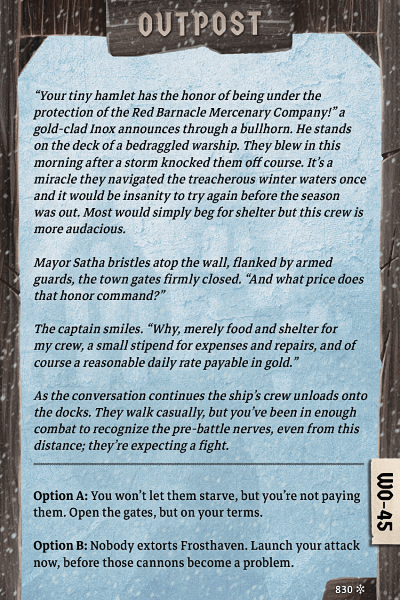 OUTPOST
“Your tiny hamlet has the honor of being under the
protection of the Red Barnacle Mercenary Company!” a
gold-clad Inox announces through a bullhorn. He stands
on the deck of a bedraggled warship. They blew in this
morning after a storm knocked them off course. It’s a
miracle they navigated the treacherous winter waters once
and it would be insanity to try again before the season
was out. Most would simply beg for shelter but this crew is
more audacious.
Mayor Satha bristles atop the wall, flanked by armed
guards, the town gates firmly closed. “And what price does
that honor command?”
The captain smiles. “Why, merely food and shelter for
my crew, a small stipend for expenses and repairs, and of
course a reasonable daily rate payable in gold.”
As the conversation continues the ship’s crew unloads onto
the docks. They walk casually, but you’ve been in enough
combat to recognize the pre-battle nerves, even from this
distance; they’re expecting a fight.
Option A: You won’t let them starve, but you’re not paying
them. Open the gates, but on your terms.
Option B: Nobody extorts Frosthaven. Launch your attack
now, before those cannons become a problem.
WO-45
830